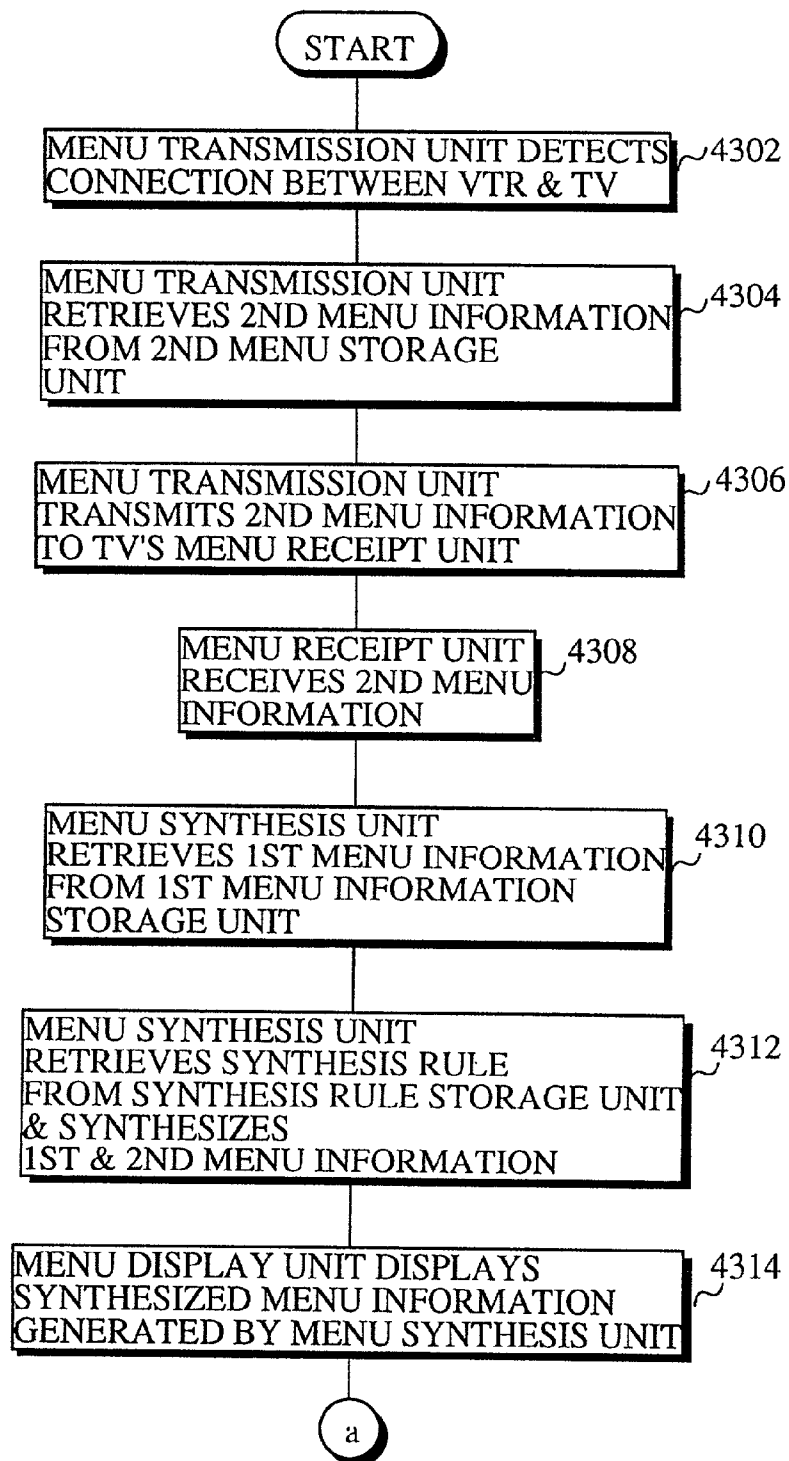 START
MENU TRANSMISSION UNIT DETECTS
CONNECTION BETWEEN VTR & TV
4302
MENU TRANSMISSION UNIT
RETRIEVES 2ND MENU INFORMATION
FROM 2ND MENU STORAGE
UNIT
4304
MENU TRANSMISSION UNIT
TRANSMITS 2ND MENU INFORMATION
TO TV'S MENU RECEIPT UNIT
4306
MENU RECEIPT UNIT
RECEIVES 2ND MENU
INFORMATION
4308
MENU SYNTHESIS UNIT
RETRIEVES 1ST MENU INFORMATION
FROM 1ST MENU INFORMATION
STORAGE UNIT
4310
MENU SYNTHESIS UNIT
RETRIEVES SYNTHESIS RULE
FROM SYNTHESIS RULE STORAGE UNIT
& SYNTHESIZES
1ST & 2ND MENU INFORMATION
4312
MENU DISPLAY UNIT DISPLAYS
SYNTHESIZED MENU INFORMATION
GENERATED BY MENU SYNTHESIS UNIT
4314
a